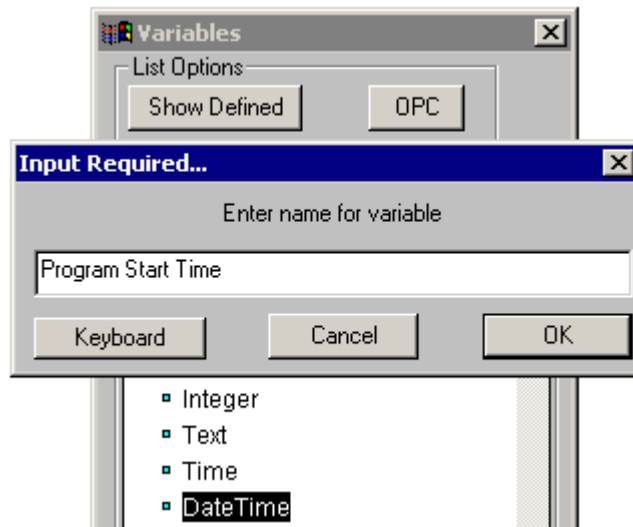 Variables
List Options
Show Defined OPC
Input Required...
Enter name for variable
Program Start Time
Keyboard Cancel OK
Integer
Text
Time
DateTime